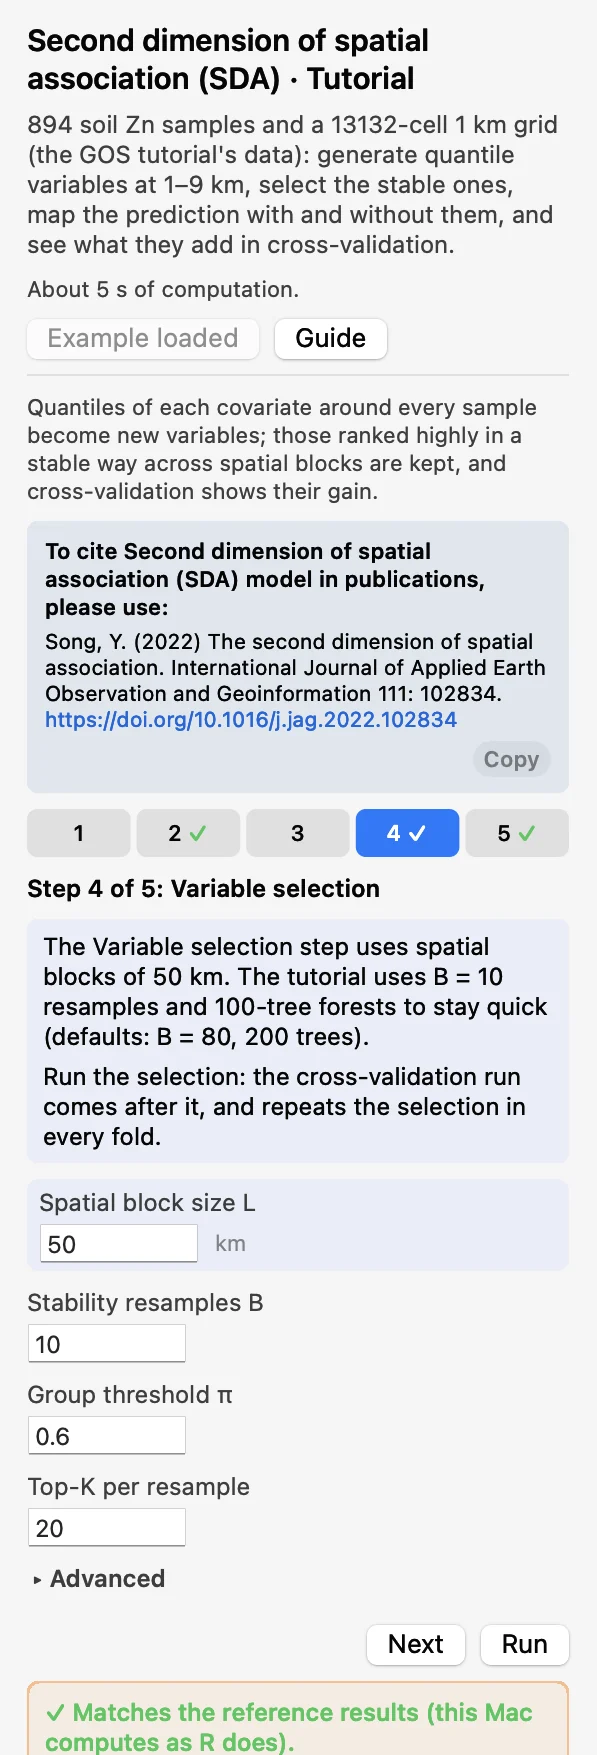 Second dimension of spatial
association (SDA) · Tutorial
894 soil Zn samples and a 13132-cell 1 km grid
(the GOS tutorial's data): generate quantile
variables at 1–9 km, select the stable ones,
map the prediction with and without them, and
see what they add in cross-validation.
About 5 s of computation.
Example loaded
Guide
Quantiles of each covariate around every sample
become new variables; those ranked highly in a
stable way across spatial blocks are kept, and
cross-validation shows their gain.
To cite Second dimension of spatial
association (SDA) model in publications,
please use:
Song, Y. (2022) The second dimension of spatial
association. International Journal of Applied Earth
Observation and Geoinformation 111: 102834.
https://doi.org/10.1016/j.jag.2022.102834
Copy
1 2 ✓ 3 4 ✓ 5 ✓
Step 4 of 5: Variable selection
The Variable selection step uses spatial
blocks of 50 km. The tutorial uses B = 10
resamples and 100-tree forests to stay quick
(defaults: B = 80, 200 trees).
Run the selection: the cross-validation run
comes after it, and repeats the selection in
every fold.
Spatial block size L
50 km
Stability resamples B
10
Group threshold π
0.6
Top-K per resample
20
▸ Advanced
Next Run
✓ Matches the reference results (this Mac
computes as R does).